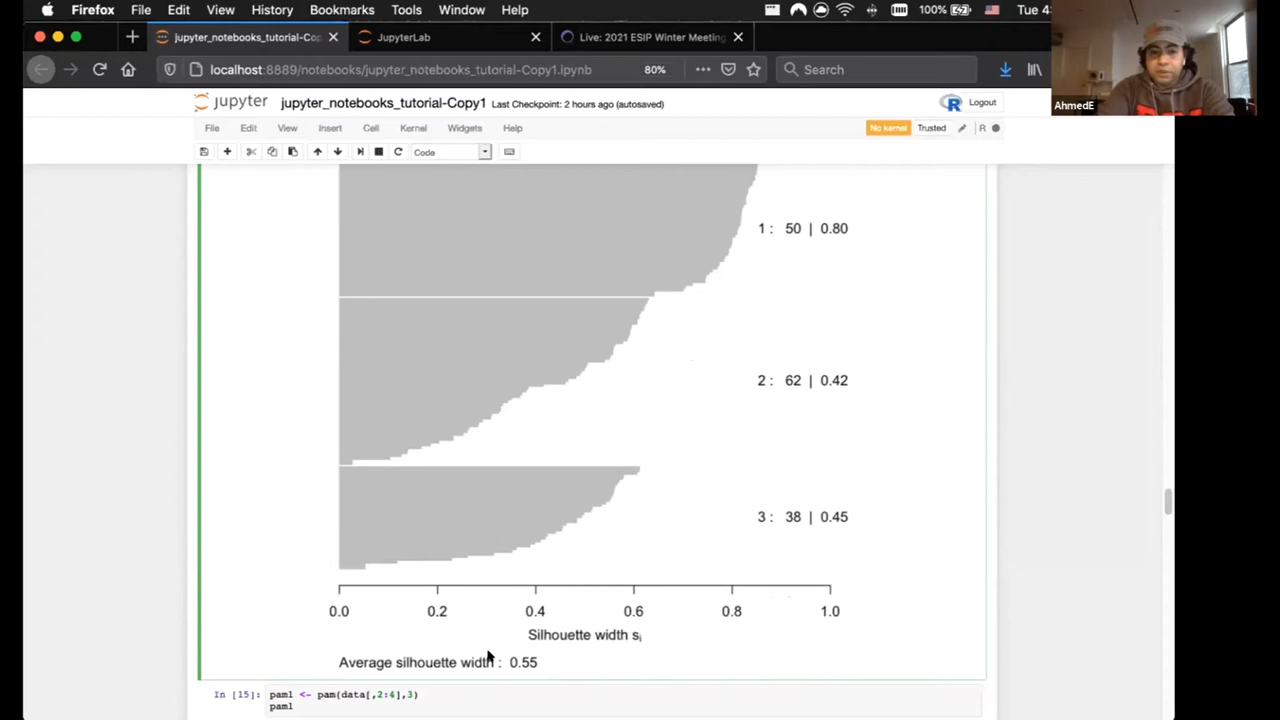 Firefox File Edit View History Bookmarks Tools Window Help 100% Tue 4
jupyter_notebooks_tutorial-Cop JupyterLab Live: 2021 ESIP Winter Meeting
localhost:8889/notebooks/jupyter_notebooks_tutorial-Copy1.ipynb 80% Search
AhmedE
jupyter jupyter_notebooks_tutorial-Copy1 Last Checkpoint: 2 hours ago (autosaved) R Logout
File Edit View Insert Cell Kernel Widgets Help No kernel Trusted R
Code
1 : 50 | 0.80
2 : 62 | 0.42
3 : 38 | 0.45
0.0 0.2 0.4 0.6 0.8 1.0
Silhouette width si
Average silhouette width : 0.55
In [15]: pam1 <- pam(data[,2:4],3)
pam1